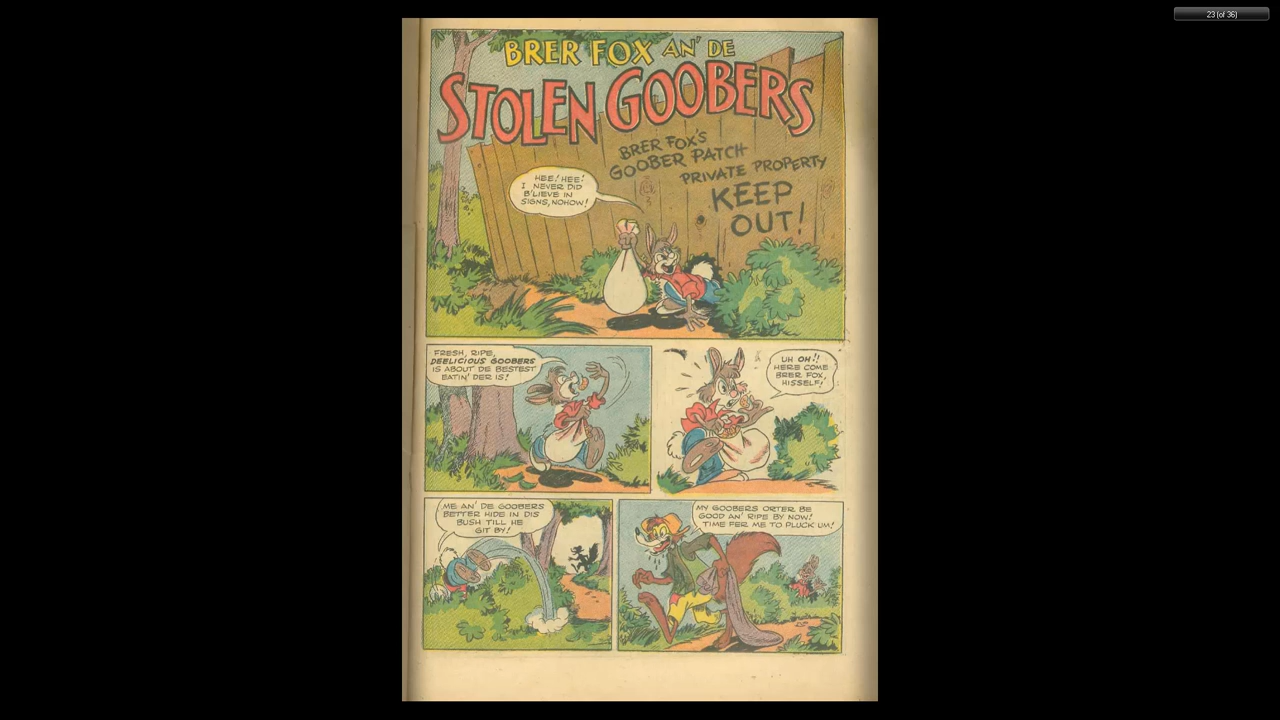 23 (of 36)
BRER FOX AN' DE
STOLEN GOOBERS
BRER FOX'S
GOOBER PATCH
PRIVATE PROPERTY
KEEP
OUT!
HEE! HEE!
I NEVER DID
B'LIEVE IN
SIGNS, NOHOW!
FRESH, RIPE,
DEELICIOUS GOOBERS
IS ABOUT DE BESTEST
EATIN' DER IS!
UH OH!!
HERE COME
BRER FOX,
HISSELF!
ME AN' DE GOOBERS
BETTER HIDE IN DIS
BUSH TILL HE
GIT BY!
MY GOOBERS ORTER BE
GOOD AN' RIPE BY NOW!
TIME FER ME TO PLUCK UM!